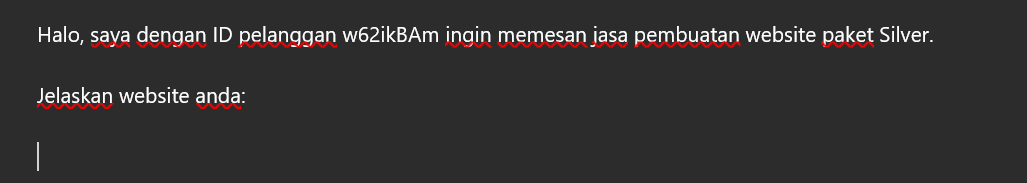 Halo, saya dengan ID pelanggan w62ikBAm ingin memesan jasa pembuatan website paket Silver.
Jelaskan website anda: